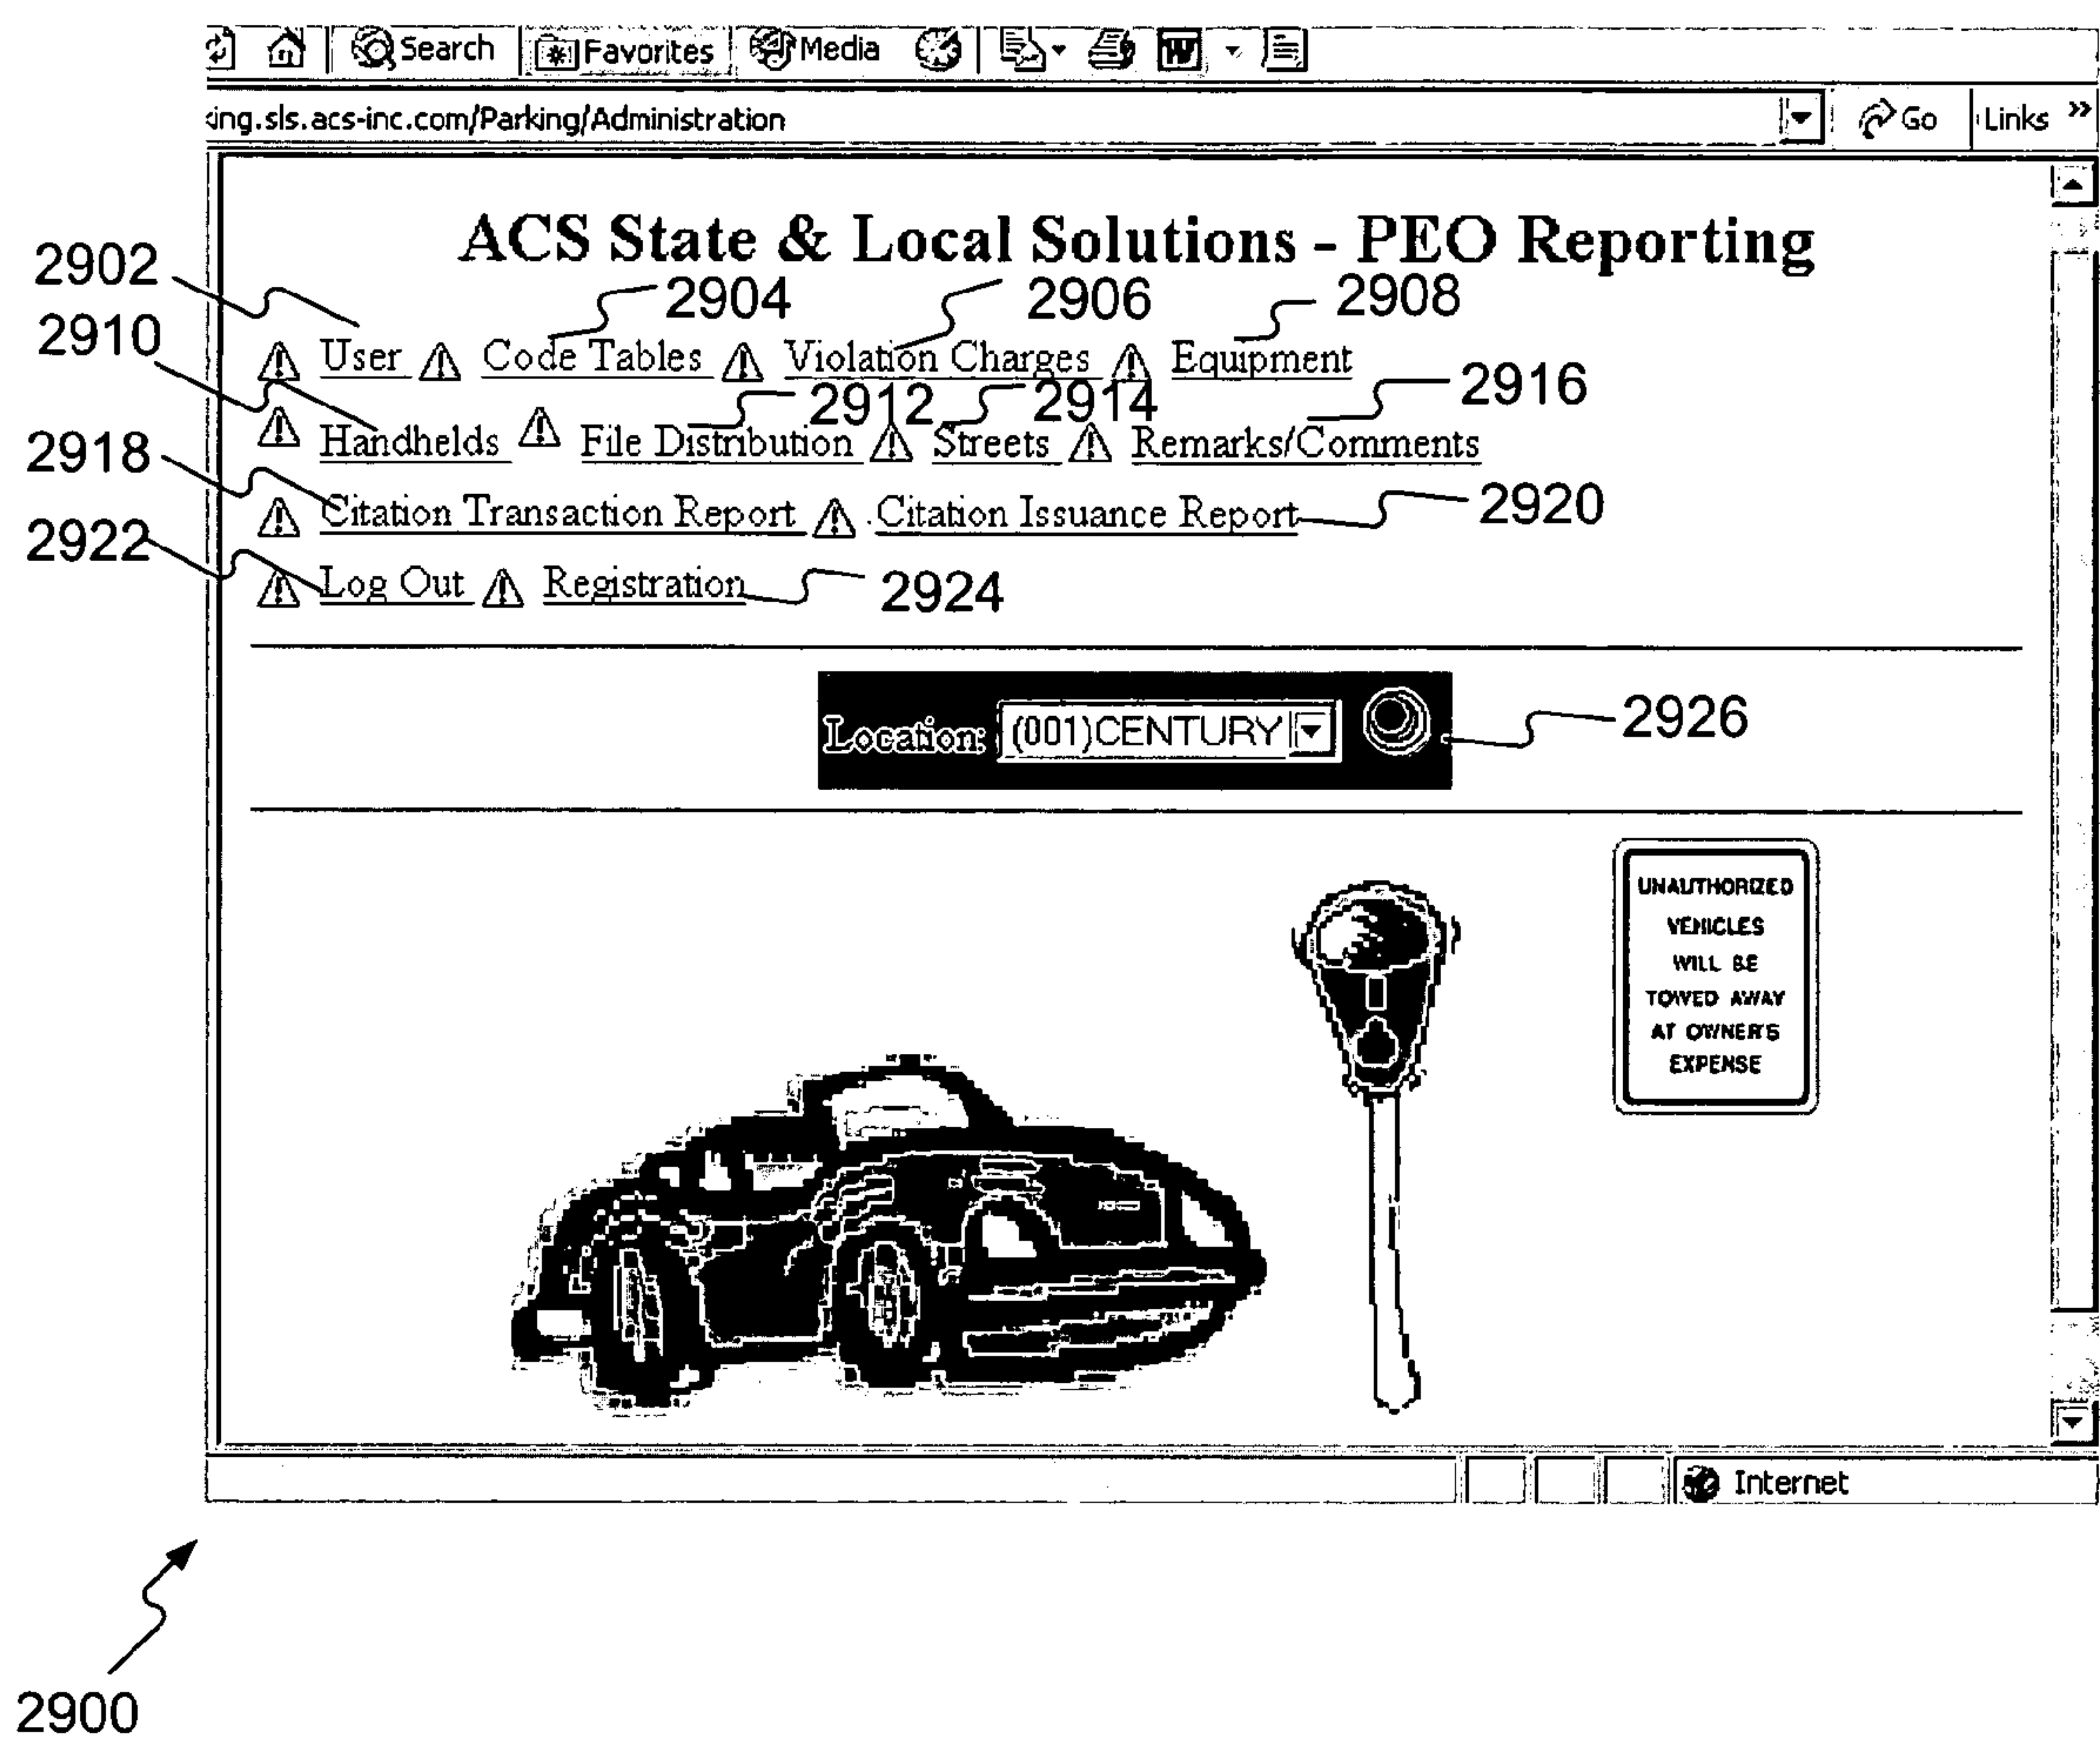 Search Favorites Media
king.sls.acs-inc.com/Parking/Administration Go Links »
ACS State & Local Solutions - PEO Reporting
2902 2904 2906 2908
User Code Tables Violation Charges Equipment
2910 2912 2914 2916
Handhelds File Distribution Streets Remarks/Comments
2918 Citation Transaction Report Citation Issuance Report 2920
2922 Log Out Registration 2924
Location: (001)CENTURY 2926
UNAUTHORIZED
VEHICLES
WILL BE
TOWED AWAY
AT OWNER'S
EXPENSE
Internet
2900